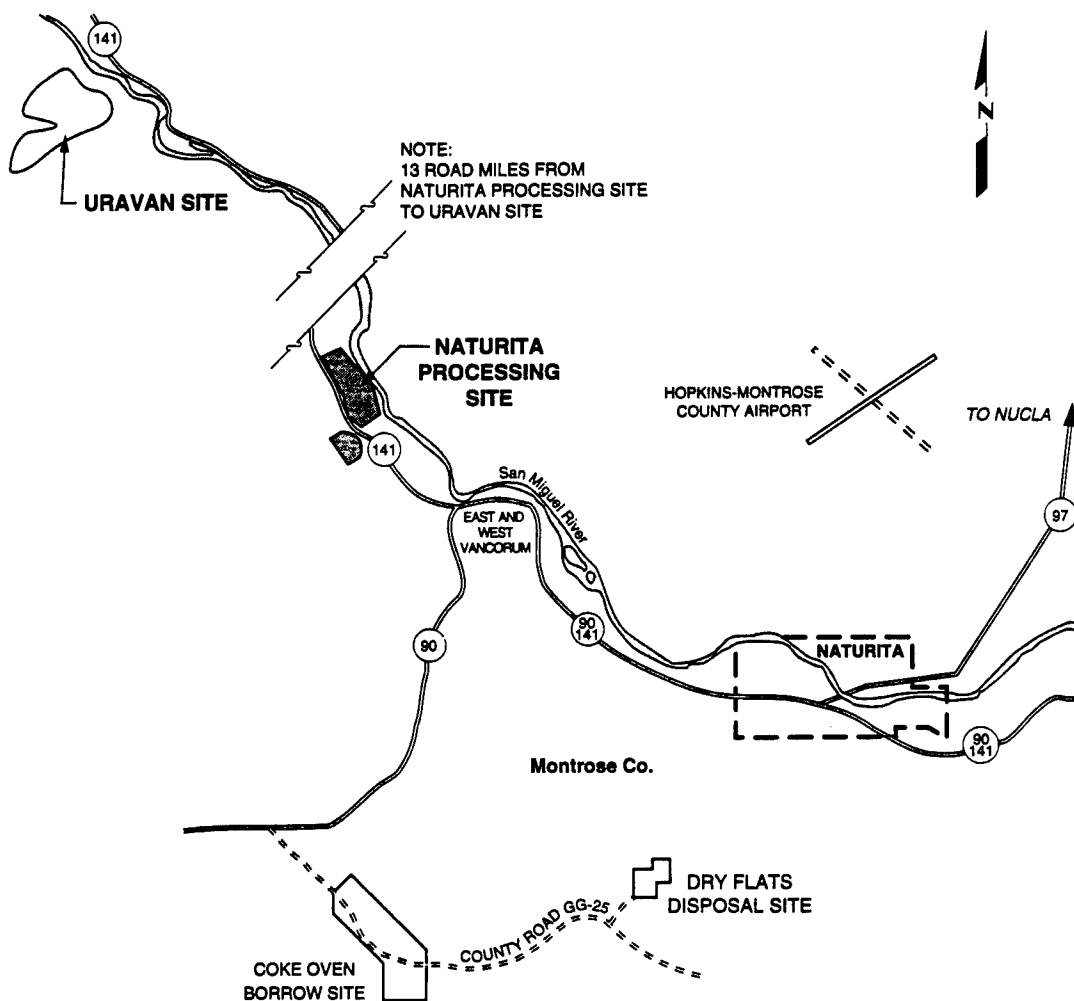 141
NOTE:
13 ROAD MILES FROM
NATURITA PROCESSING SITE
TO URAVAN SITE
N
URAVAN SITE
NATURITA
PROCESSING
SITE
HOPKINS-MONTROSE
COUNTY AIRPORT
TO NUCLA
141
San Miguel River
97
EAST AND
WEST
VANCORUM
90
141
90
NATURITA
90
141
Montrose Co.
DRY FLATS
DISPOSAL SITE
COUNTY ROAD GG-25
COKE OVEN
BORROW SITE